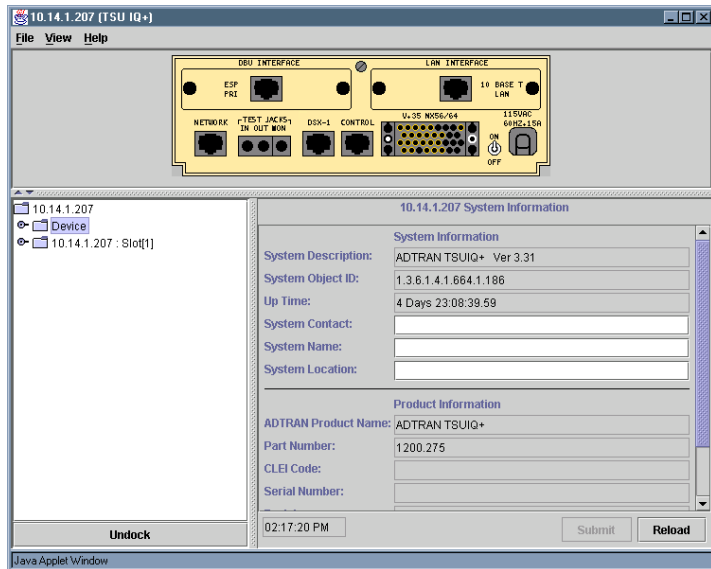 10.14.1.207 (TSU IQ+)
File View Help
DBU INTERFACE
LAN INTERFACE
ESP
PRI
10 BASE T
LAN
NETWORK
TEST JACKS
IN OUT MON
DSX-1
CONTROL
V.35 NX56/64
115VAC
60HZ.15A
ON
OFF
10.14.1.207
Device
10.14.1.207 : Slot[1]
Undock
10.14.1.207 System Information
System Information
System Description: ADTRAN TSUIQ+ Ver 3.31
System Object ID: 1.3.6.1.4.1.664.1.186
Up Time: 4 Days 23:08:39.59
System Contact:
System Name:
System Location:
Product Information
ADTRAN Product Name: ADTRAN TSUIQ+
Part Number: 1200.275
CLEI Code:
Serial Number:
02:17:20 PM
Submit
Reload
Java Applet Window